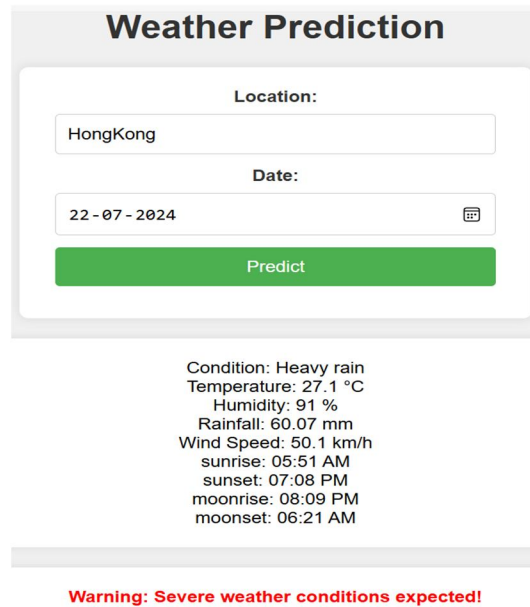 Weather Prediction
Location:
HongKong
Date:
22-07-2024
Predict
Condition: Heavy rain
Temperature: 27.1 °C
Humidity: 91 %
Rainfall: 60.07 mm
Wind Speed: 50.1 km/h
sunrise: 05:51 AM
sunset: 07:08 PM
moonrise: 08:09 PM
moonset: 06:21 AM
Warning: Severe weather conditions expected!